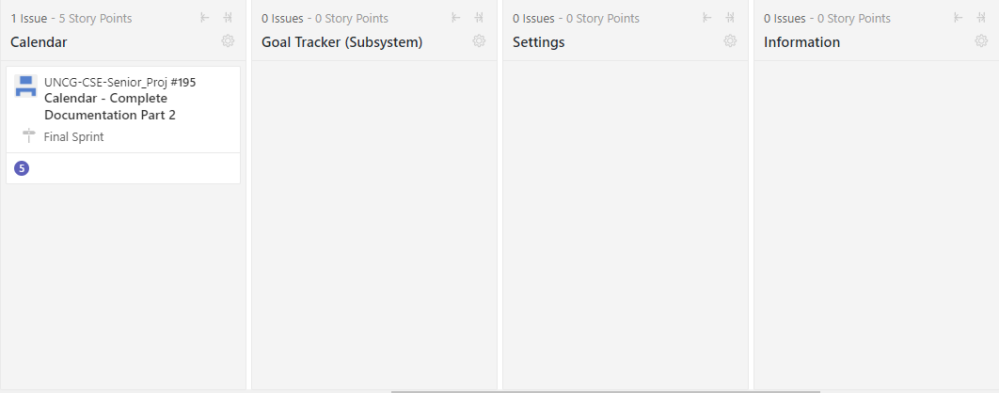 1 Issue - 5 Story Points
Calendar
UNCG-CSE-Senior_Proj #195
Calendar - Complete
Documentation Part 2
Final Sprint
5
0 Issues - 0 Story Points
Goal Tracker (Subsystem)
0 Issues - 0 Story Points
Settings
0 Issues - 0 Story Points
Information